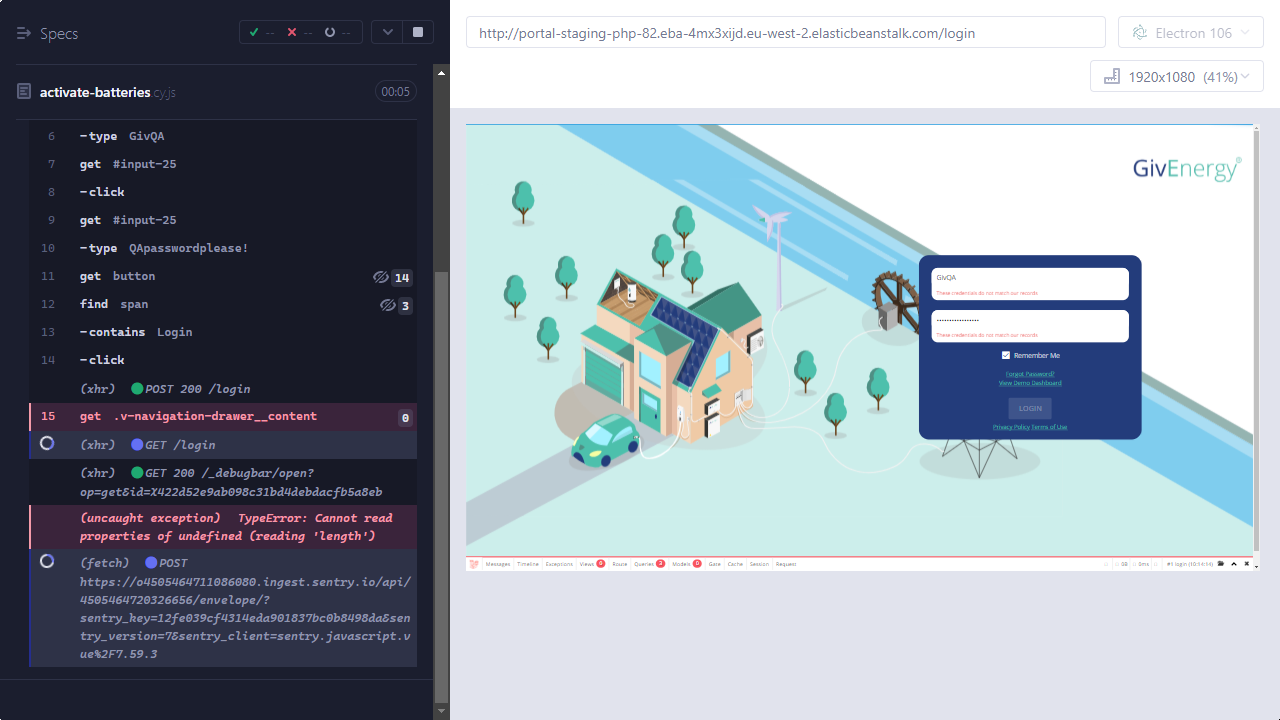 Specs
--
--
--
activate-batteries cy.js
00:05
6 -type GivQA
7 get #input-25
8 -click
9 get #input-25
10 -type QApasswordplease!
11 get button 14
12 find span 3
13 -contains Login
14 -click
(xhr) POST 200 /login
15 get .v-navigation-drawer__content 0
(xhr) GET /login
(xhr) GET 200 /_debugbar/open?
op=get&id=X422d52e9ab098c31bd4debdacfb5a8eb
(uncaught exception) TypeError: Cannot read
properties of undefined (reading 'length')
(fetch) POST
https://o4505464711086080.ingest.sentry.io/api/
4505464720326656/envelope/?
sentry_key=12fe039cf4314eda901837bc0b8498da&sen
try_version=7&sentry_client=sentry.javascript.v
ue%2F7.59.3
http://portal-staging-php-82.eba-4mx3xijd.eu-west-2.elasticbeanstalk.com/login
Electron 106
1920x1080 (41%)
GivEnergy
GivQA
These credentials do not match our records
These credentials do not match our records
Remember Me
Forgot Password?
View Demo Dashboard
LOGIN
Privacy Policy Terms of Use
Messages Timeline Exceptions Views Route Queries Models Gate Cache Session Request
#1 login (10:14:14)